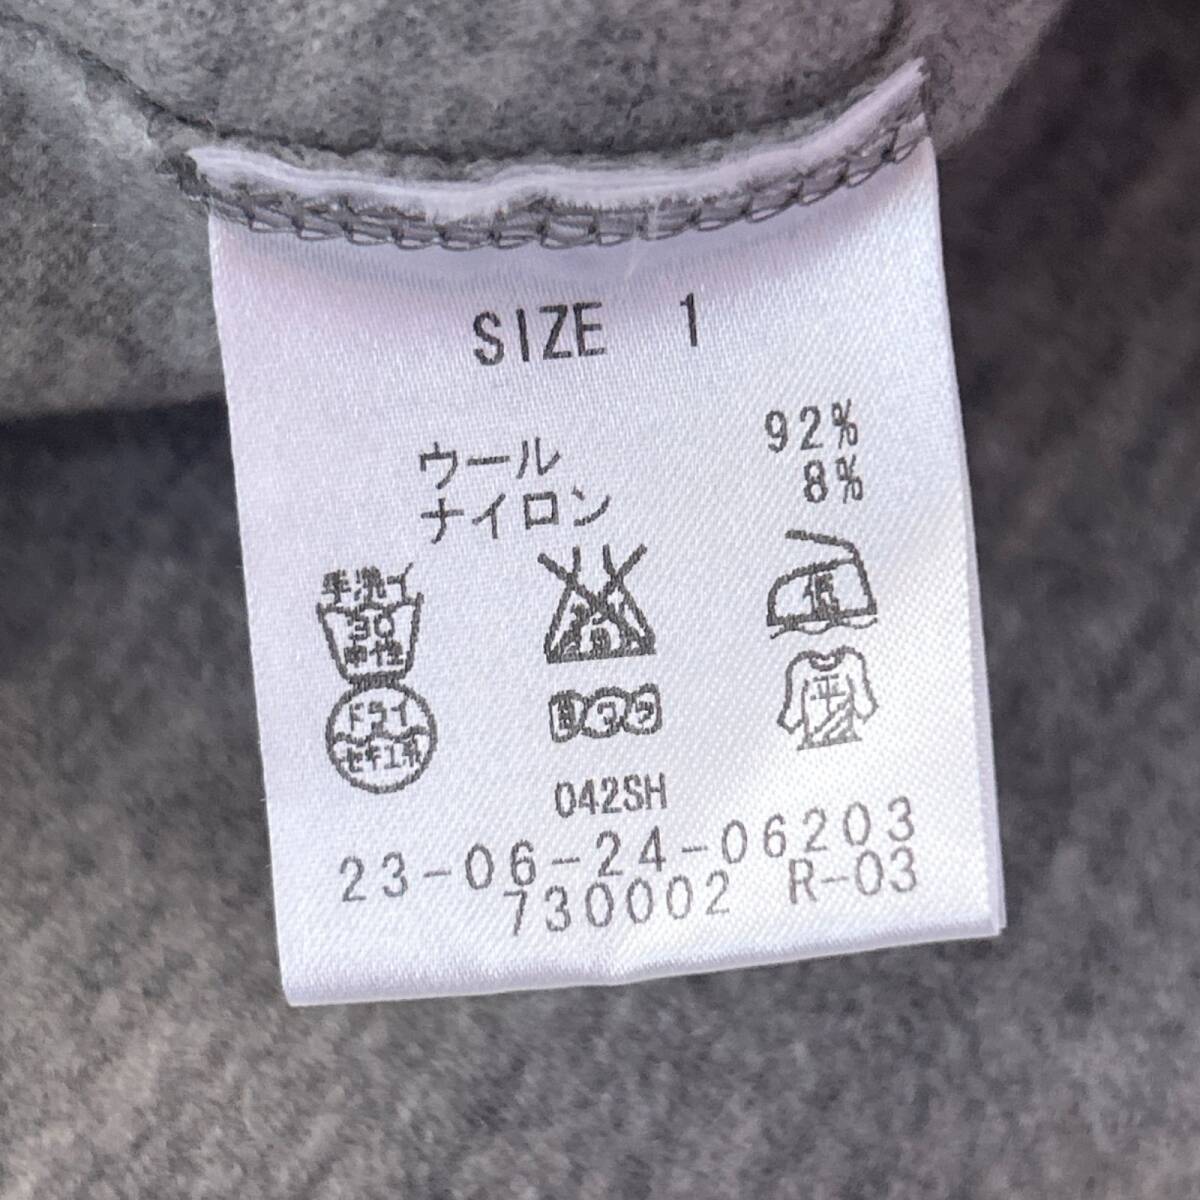 SIZE 1
ウール 92%
ナイロン 8%
手洗イ
30
中性
低
ドライ
セキユ系
平
042SH
23-06-24-06203
730002 R-03